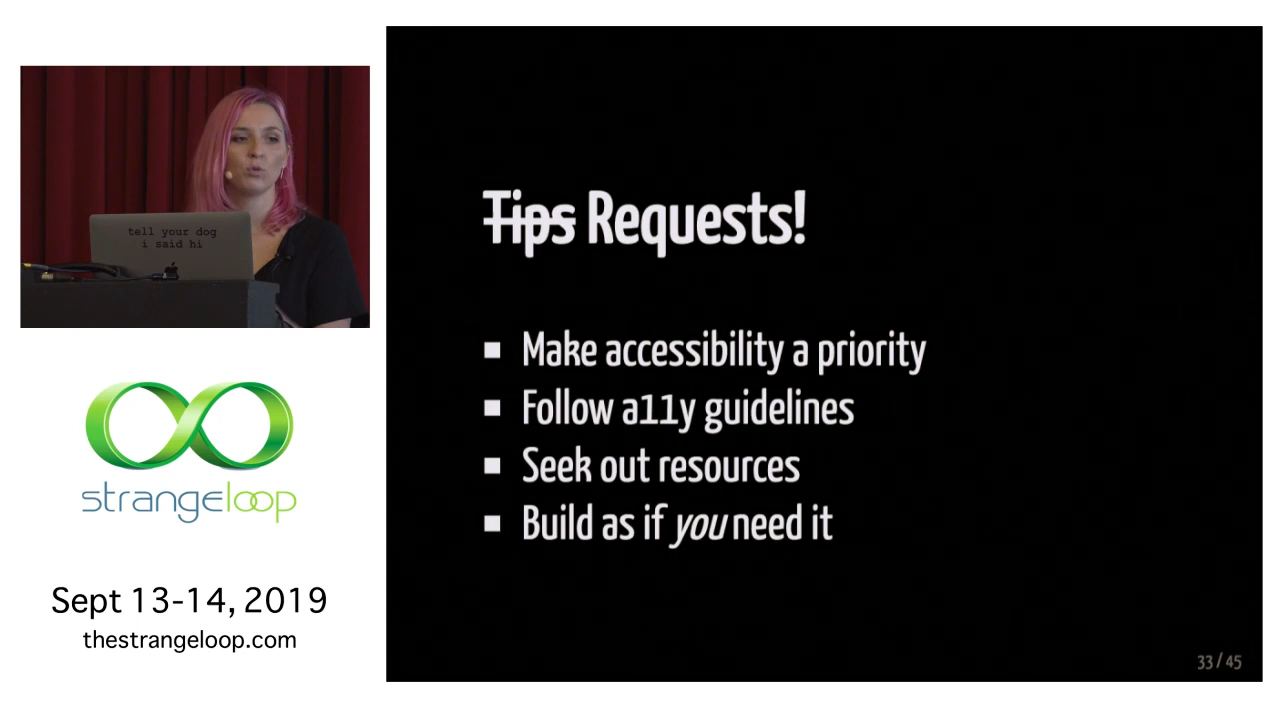 tell your dog
i said hi
strangeloop
Sept 13-14, 2019
thestrangeloop.com
Tips Requests!
Make accessibility a priority
Follow a11y guidelines
Seek out resources
Build as if you need it
33 / 45